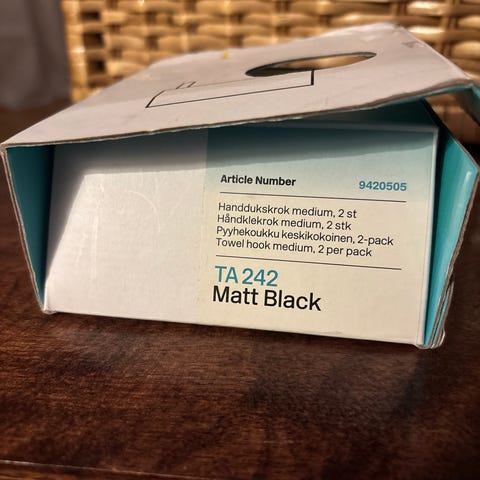 Article Number 9420505
Handdukskrok medium, 2 st
Håndklekrok medium, 2 stk
Pyyhekoukku keskikokoinen, 2-pack
Towel hook medium, 2 per pack
TA 242
Matt Black